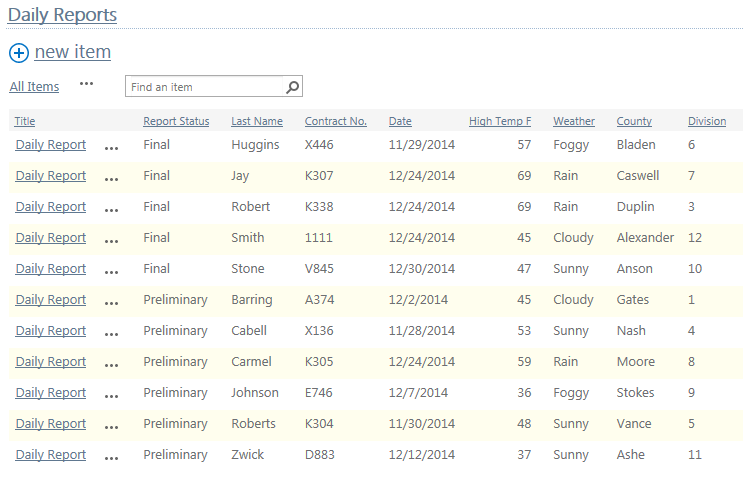 Daily Reports
new item
All Items ... Find an item
Title Report Status Last Name Contract No. Date High Temp F Weather County Division
Daily Report ... Final Huggins X446 11/29/2014 57 Foggy Bladen 6
Daily Report ... Final Jay K307 12/24/2014 69 Rain Caswell 7
Daily Report ... Final Robert K338 12/24/2014 69 Rain Duplin 3
Daily Report ... Final Smith 1111 12/24/2014 45 Cloudy Alexander 12
Daily Report ... Final Stone V845 12/30/2014 47 Sunny Anson 10
Daily Report ... Preliminary Barring A374 12/2/2014 45 Cloudy Gates 1
Daily Report ... Preliminary Cabell X136 11/28/2014 53 Sunny Nash 4
Daily Report ... Preliminary Carmel K305 12/24/2014 59 Rain Moore 8
Daily Report ... Preliminary Johnson E746 12/7/2014 36 Foggy Stokes 9
Daily Report ... Preliminary Roberts K304 11/30/2014 48 Sunny Vance 5
Daily Report ... Preliminary Zwick D883 12/12/2014 37 Sunny Ashe 11